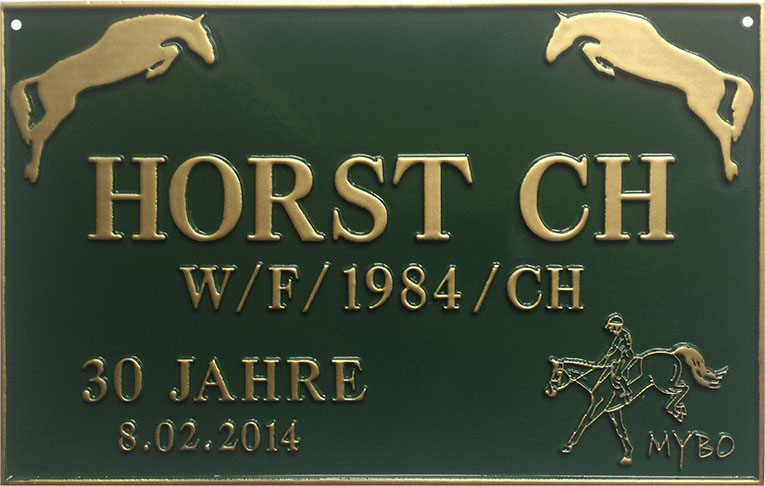 HORST CH
W/F/1984/CH
30 JAHRE
8.02.2014
MYBO